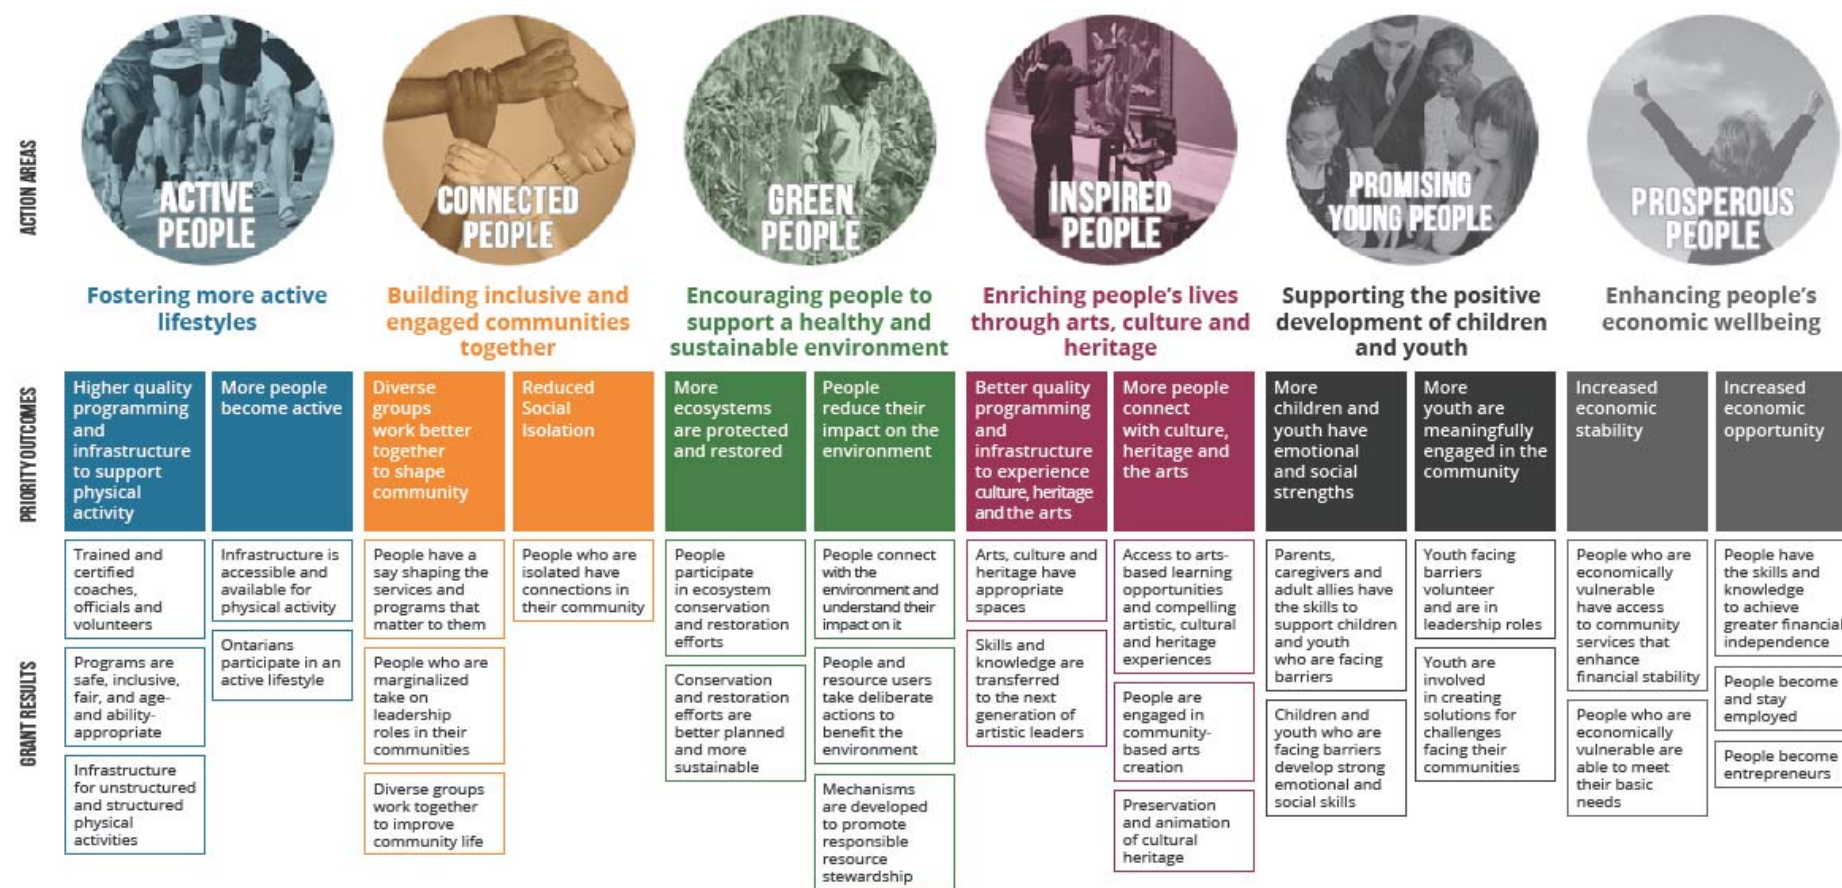 ACTION AREAS
ACTIVE
PEOPLE
CONNECTED
PEOPLE
GREEN
PEOPLE
INSPIRED
PEOPLE
PROMISING
YOUNG PEOPLE
PROSPEROUS
PEOPLE
Fostering more active
lifestyles
Building inclusive and
engaged communities
together
Encouraging people to
support a healthy and
sustainable environment
Enriching people's lives
through arts, culture and
heritage
Supporting the positive
development of children
and youth
Enhancing people's
economic wellbeing
PRIORITY OUTCOMES
Higher quality
programming
and
infrastructure
to support
physical
activity
More people
become active
Diverse
groups
work better
together
to shape
community
Reduced
Social
Isolation
More
ecosystems
are protected
and restored
People
reduce their
impact on the
environment
Better quality
programming
and
infrastructure
to experience
culture, heritage
and the arts
More people
connect
with culture,
heritage and
the arts
More
children and
youth have
emotional
and social
strengths
More
youth are
meaningfully
engaged in the
community
Increased
economic
stability
Increased
economic
opportunity
GRANT RESULTS
Trained and
certified
coaches,
officials and
volunteers
Programs are
safe, inclusive,
fair, and age-
and ability-
appropriate
Infrastructure
for unstructured
and structured
physical
activities
Infrastructure is
accessible and
available for
physical activity
Ontarians
participate in an
active lifestyle
People have a
say shaping the
services and
programs that
matter to them
People who are
marginalized
take on
leadership
roles in their
communities
Diverse groups
work together
to improve
community life
People who are
isolated have
connections in
their community
People
participate
in ecosystem
conservation
and restoration
efforts
Conservation
and restoration
efforts are
better planned
and more
sustainable
People connect
with the
environment and
understand their
impact on it
People and
resource users
take deliberate
actions to
benefit the
environment
Mechanisms
are developed
to promote
responsible
resource
stewardship
Arts, culture and
heritage have
appropriate
spaces
Skills and
knowledge are
transferred
to the next
generation of
artistic leaders
Access to arts-
based learning
opportunities
and compelling
artistic, cultural
and heritage
experiences
People are
engaged in
community-
based arts
creation
Preservation
and animation
of cultural
heritage
Parents,
caregivers and
adult allies have
the skills to
support children
and youth
who are facing
barriers
Children and
youth who are
facing barriers
develop strong
emotional and
social skills
Youth facing
barriers
volunteer
and are in
leadership roles
Youth are
involved
in creating
solutions for
challenges
facing their
communities
People who are
economically
vulnerable
have access
to community
services that
enhance
financial stability
People who are
economically
vulnerable are
able to meet
their basic
needs
People have
the skills and
knowledge
to achieve
greater financial
independence
People become
and stay
employed
People become
entrepreneurs